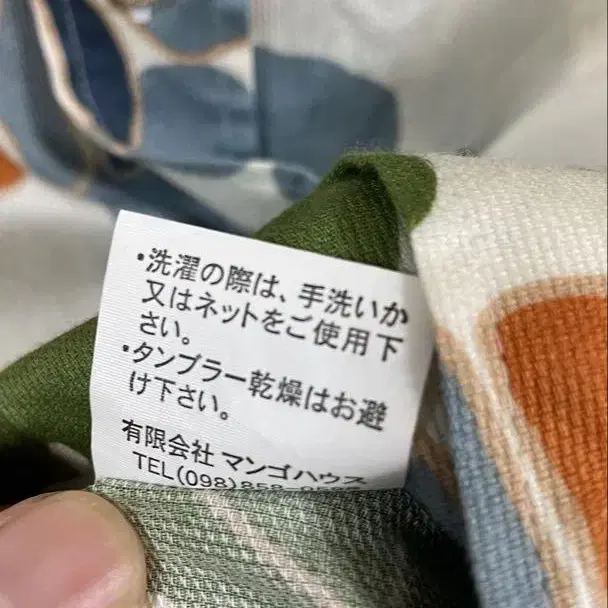 ・洗濯の際は、手洗いか
又はネットをご使用下
さい。
・タンブラー乾燥はお避
け下さい。
有限会社 マンゴハウス
TEL(098)